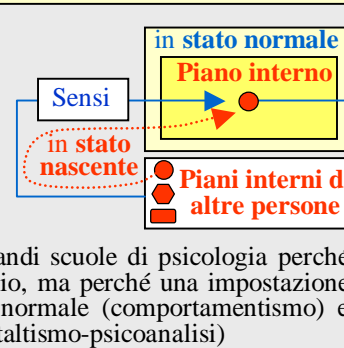 in stato normale
Piano interno
Sensi
in stato
nascente
Piani interni d
altre persone
andi scuole di psicologia perché
io, ma perché una impostazione
normale (comportamentismo) e
taltismo-psicoanalisi)